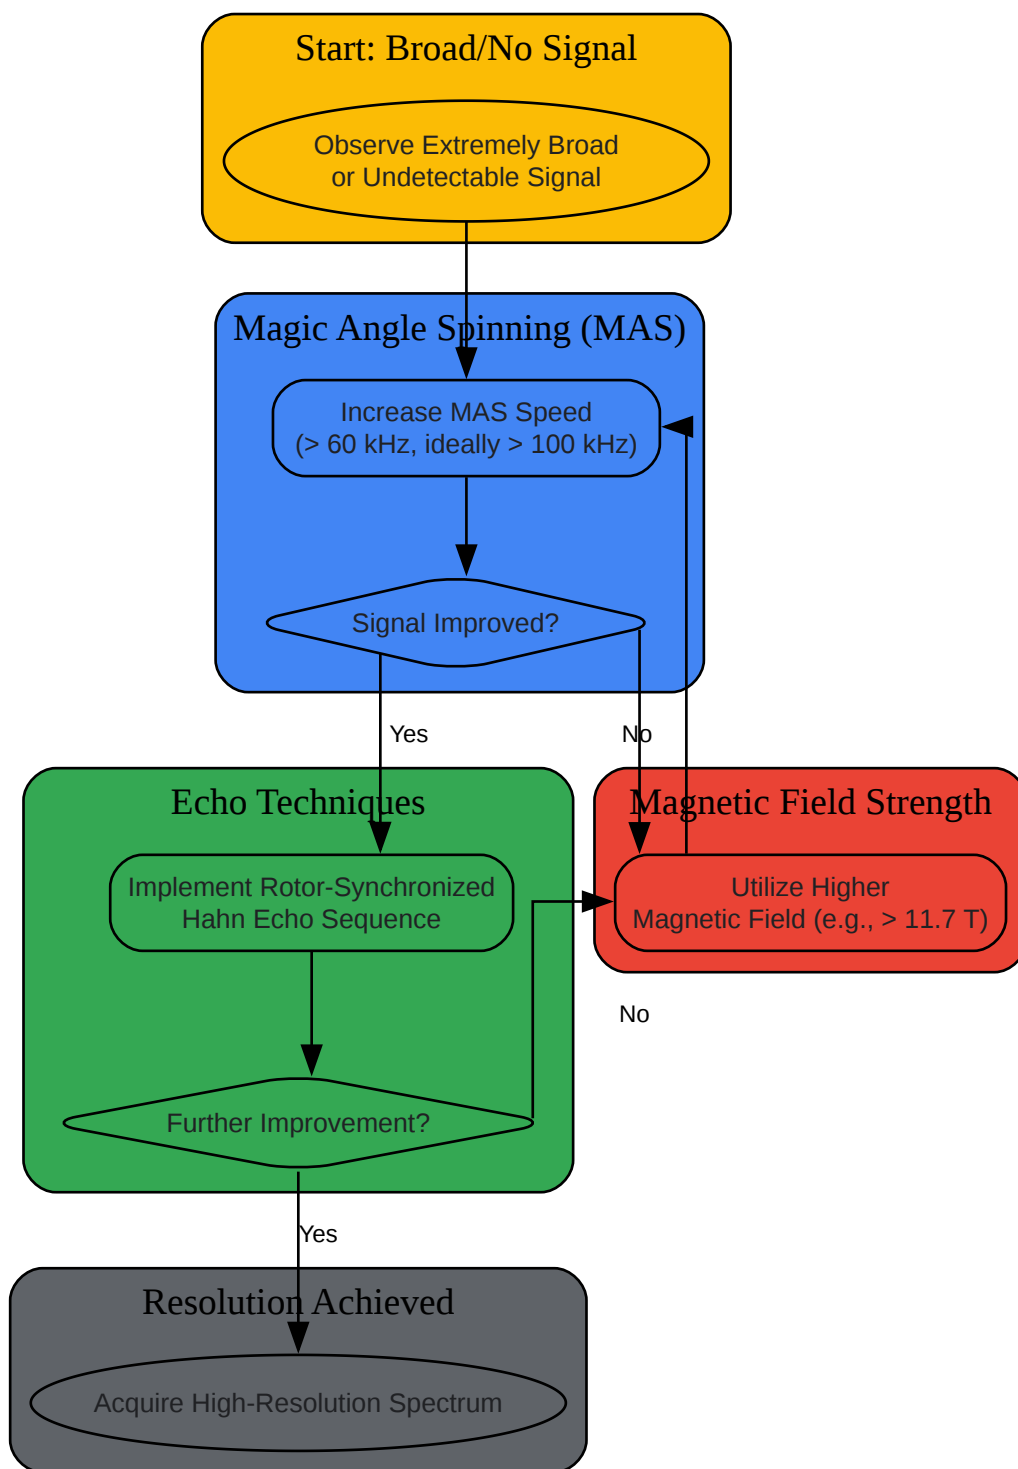 Start: Broad/No Signal
Observe Extremely Broad
or Undetectable Signal
Magic Angle Spinning (MAS)
Increase MAS Speed
(> 60 kHz, ideally > 100 kHz)
Signal Improved?
Yes
No
Echo Techniques
Implement Rotor-Synchronized
Hahn Echo Sequence
Magnetic Field Strength
Utilize Higher
Magnetic Field (e.g., > 11.7 T)
No
Further Improvement?
Yes
Resolution Achieved
Acquire High-Resolution Spectrum